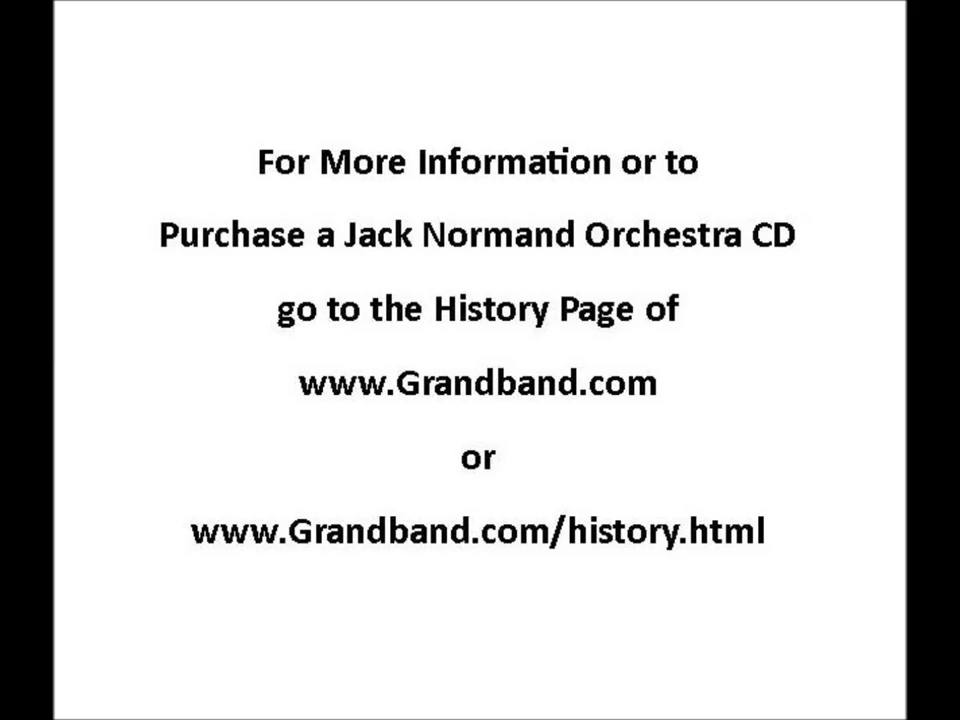 For More Information or to
Purchase a Jack Normand Orchestra CD
go to the History Page of
www.Grandband.com
or
www.Grandband.com/history.html